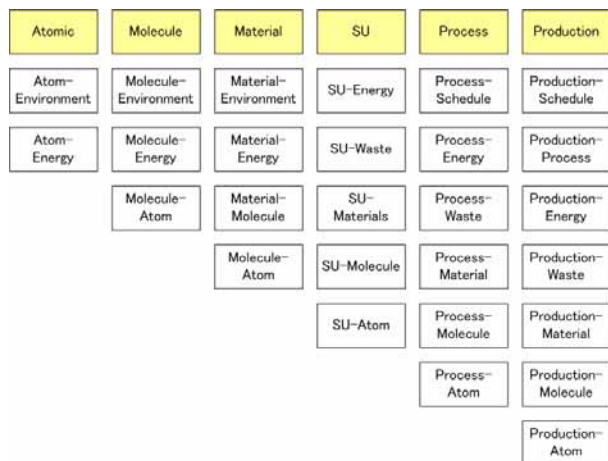 Atomic Molecule Material SU Process Production
Atom- Molecule- Material- SU-Energy Process- Production-
Environment Environment Environment Schedule Schedule
Atom- Molecule- Material- SU-Waste Process- Production-
Energy Energy Energy Energy Process
Molecule- Material- SU- Process- Production-
Atom Molecule Materials Waste Energy
Molecule- SU-Molecule Process- Production-
Atom Material Waste
SU-Atom Process- Production-
Molecule Material
Process- Production-
Atom Molecule
Production-
Atom